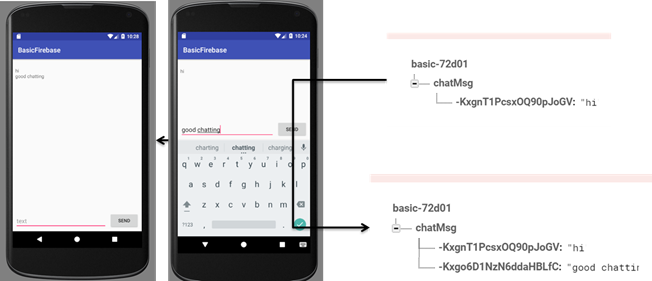 10:28
BasicFirebase
hi
good chatting
text
SEND
10:24
BasicFirebase
hi
good chatting
SEND
charting chatting charging
q w e r t y u i o p
a s d f g h j k l
z x c v b n m
?123 , .
basic-72d01
chatMsg
-KxgnT1PcsxOQ90pJoGV: "hi
basic-72d01
chatMsg
-KxgnT1PcsxOQ90pJoGV: "hi
-Kxgo6D1NzN6ddaHBLfC: "good chattin